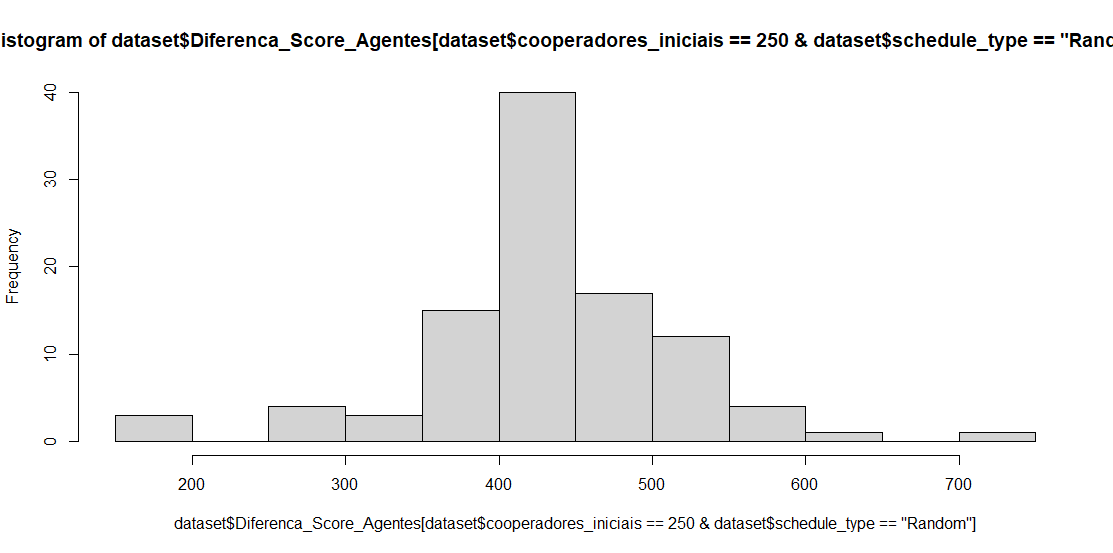 istogram of dataset$Diferenca_Score_Agentes[dataset$cooperadores_iniciais == 250 & dataset$schedule_type == "Ranc
40
30
20
10
0
Frequency
200 300 400 500 600 700
dataset$Diferenca_Score_Agentes[dataset$cooperadores_iniciais == 250 & dataset$schedule_type == "Random"]